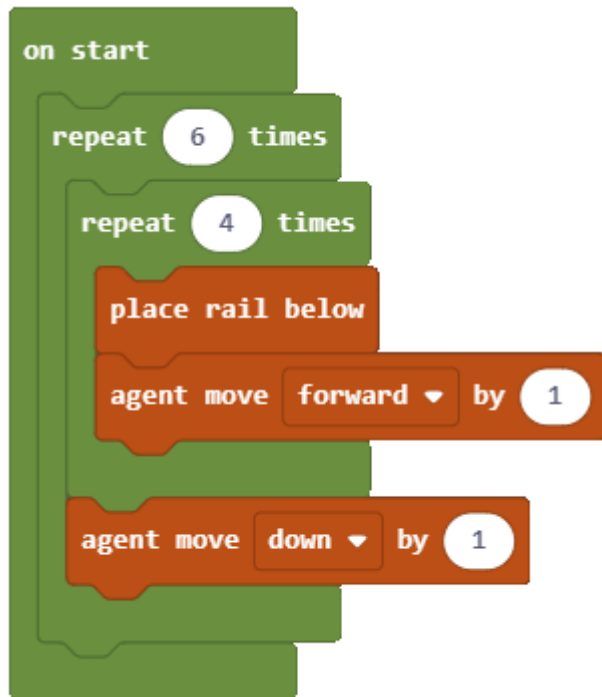 on start
repeat 6 times
repeat 4 times
place rail below
agent move forward by 1
agent move down by 1